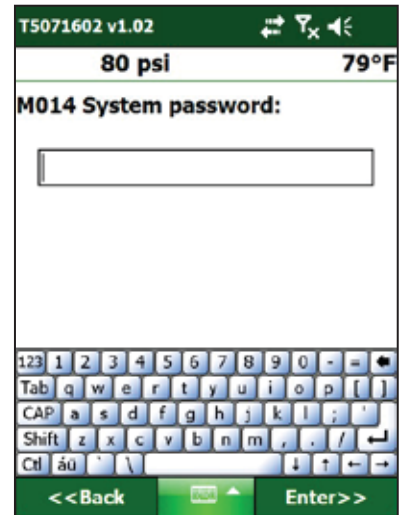 T5071602 v1.02
80 psi 79°F
M014 System password:
123 1 2 3 4 5 6 7 8 9 0 - =
Tab q w e r t y u i o p [ ]
CAP a s d f g h j k l ; '
Shift z x c v b n m , . /
Ctl áü ` \
<<Back Enter>>